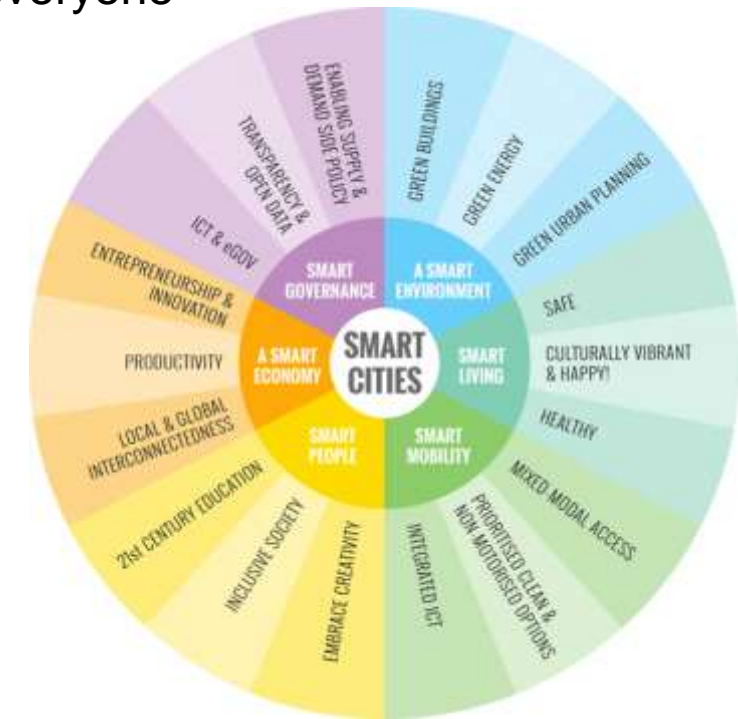 SMART
CITIES
A SMART
ENVIRONMENT
GREEN BUILDINGS
GREEN ENERGY
GREEN URBAN PLANNING
SMART
LIVING
SAFE
CULTURALLY VIBRANT
& HAPPY!
HEALTHY
SMART
MOBILITY
MIXED-MODAL ACCESS
PRIORITISED CLEAN &
NON MOTORISED OPTIONS
INTEGRATED ICT
SMART
PEOPLE
EMBRACE CREATIVITY
INCLUSIVE SOCIETY
21st CENTURY EDUCATION
A SMART
ECONOMY
LOCAL & GLOBAL
INTERCONNECTEDNESS
PRODUCTIVITY
ENTREPRENEURSHIP &
INNOVATION
SMART
GOVERNANCE
ICT & eGOV
TRANSPARENCY &
OPEN DATA
ENABLING SUPPLY &
DEMAND SIDE POLICY